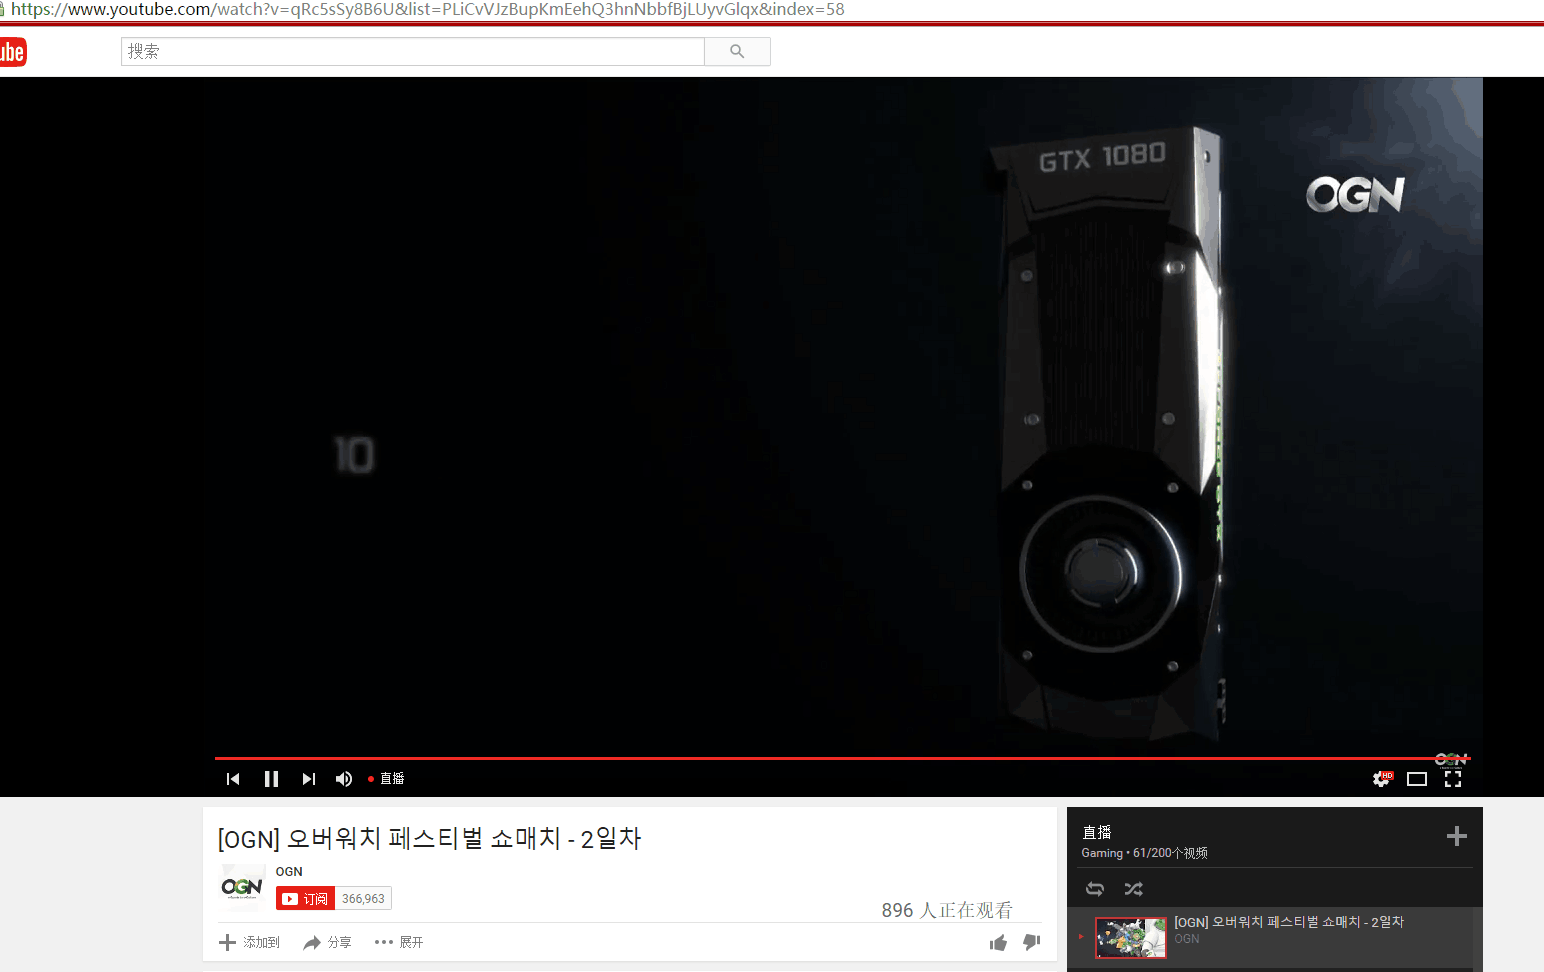 https://www.youtube.com/watch?v=qRc5sSy8B6U&list=PLiCvVJzBupKmEehQ3hnNbbfBjLUyvGlqx&index=58
ube
搜索
GTX 1080
OGN
10
OGN
直播
HD
[OGN] 오버워치 페스티벌 쇼매치 - 2일차
OGN
OGN
订阅 366,963
896 人正在观看
添加到 分享 展开
直播
Gaming • 61/200个视频
[OGN] 오버워치 페스티벌 쇼매치 - 2일차
OGN